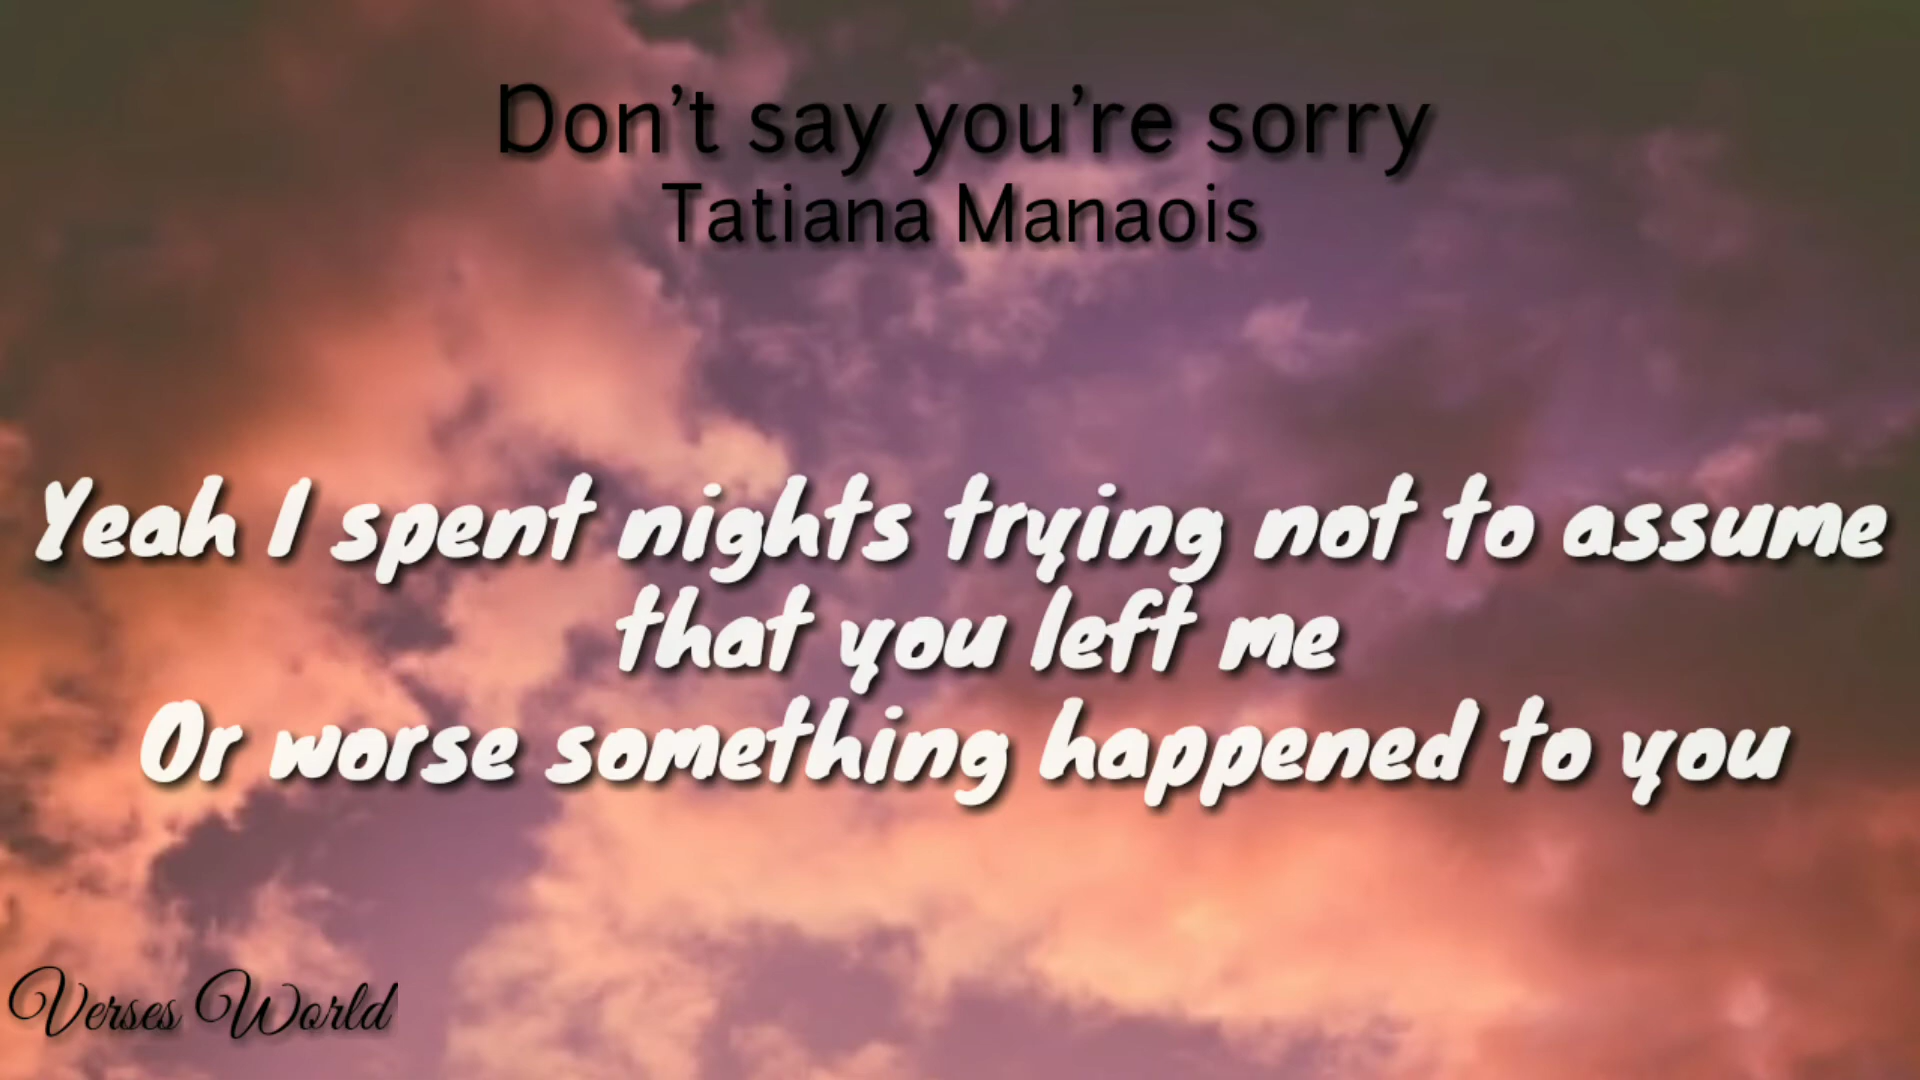 Don’t say you’re sorry
Tatiana Manaois
Yeah I spent nights trying not to assume
that you left me
Or worse something happened to you
Verses World